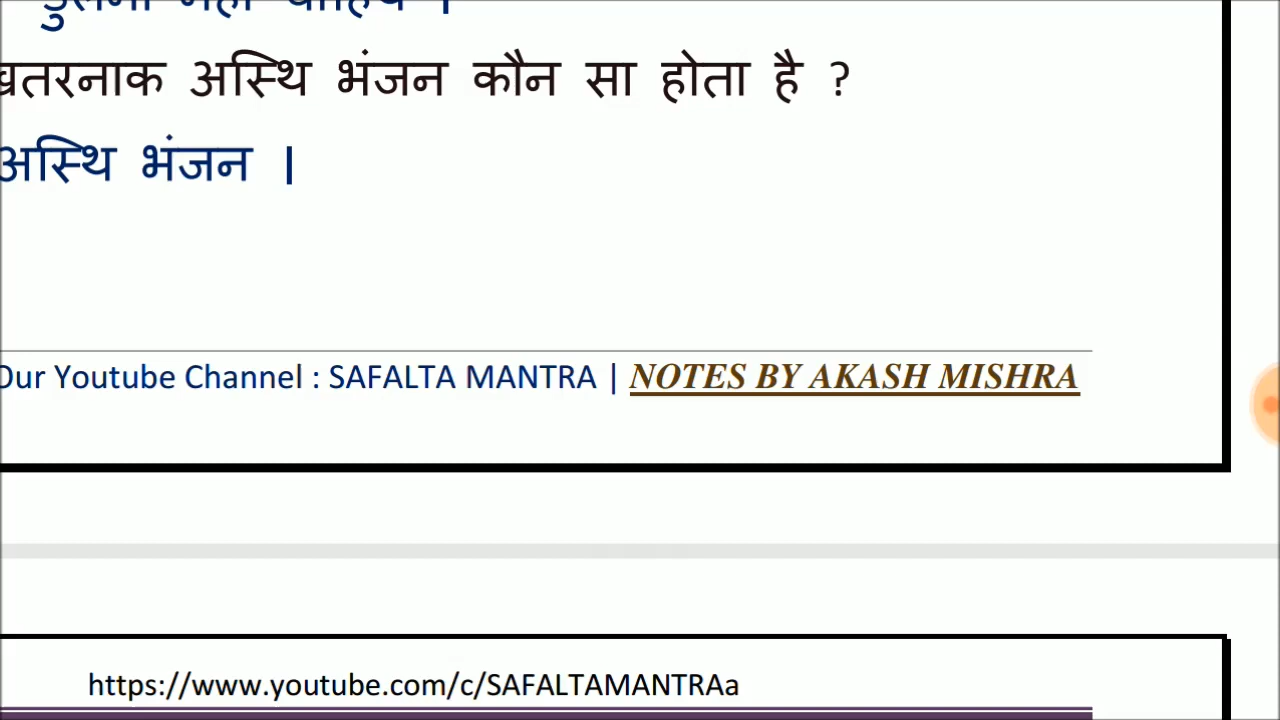 खतरनाक अस्थि भंजन कौन सा होता है ?
अस्थि भंजन ।
Our Youtube Channel : SAFALTA MANTRA | NOTES BY AKASH MISHRA
https://www.youtube.com/c/SAFALTAMANTRAa